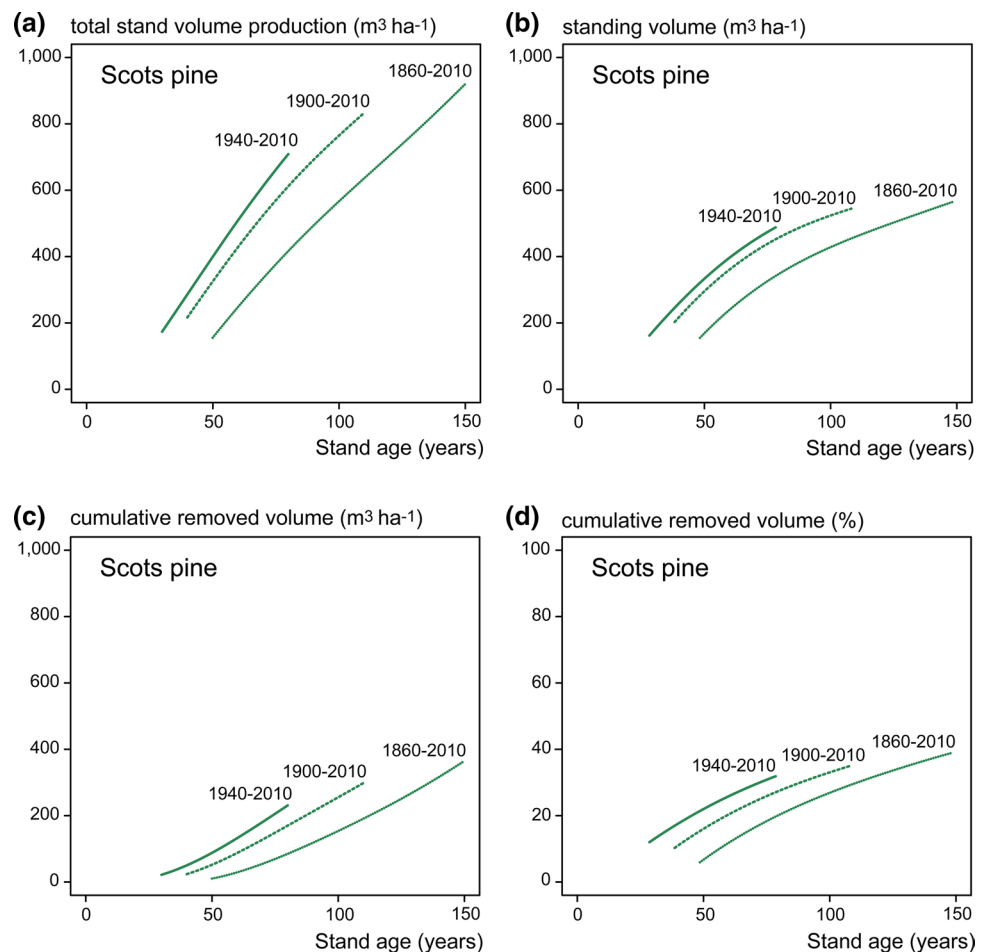 (a) total stand volume production (m3 ha-1)
1,000
Scots pine
1860-2010
1900-2010
800
1940-2010
600
400
200
0
0 50 100 150
Stand age (years)
(b) standing volume (m3 ha-1)
1,000
Scots pine
800
600
1860-2010
1900-2010
1940-2010
400
200
0
0 50 100 150
Stand age (years)
(c) cumulative removed volume (m3 ha-1)
1,000
Scots pine
800
600
400
1860-2010
1900-2010
1940-2010
200
0
0 50 100 150
Stand age (years)
(d) cumulative removed volume (%)
100
Scots pine
80
60
40
1860-2010
1900-2010
1940-2010
20
0
0 50 100 150
Stand age (years)